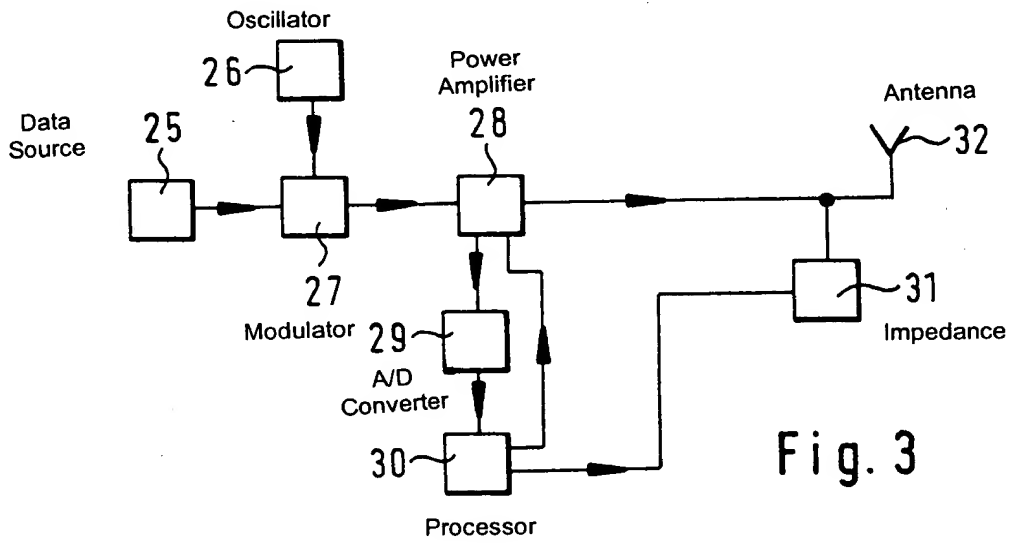 Oscillator
26
Power
Amplifier
28
Antenna
32
Data
Source
25
27
Modulator
29
A/D
Converter
31
Impedance
30
Processor
Fig. 3